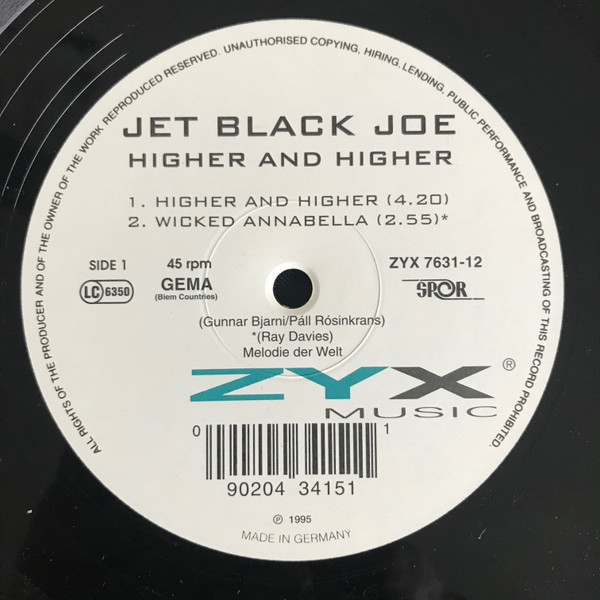 ALL RIGHTS OF THE PRODUCER AND OF THE OWNER OF THE WORK REPRODUCED RESERVED. UNAUTHORISED COPYING, HIRING, LENDING, PUBLIC PERFORMANCE AND BROADCASTING OF THIS RECORD PROHIBITED.
JET BLACK JOE
HIGHER AND HIGHER
1. HIGHER AND HIGHER (4.20)
2. WICKED ANNABELLA (2.55)*
SIDE 1 45 rpm ZYX 7631-12
LC 6350 GEMA SPOR
(Biem Countries)
(Gunnar Bjarni/Páll Rósinkrans)
*(Ray Davies)
Melodie der Welt
ZYX ®
MUSIC
0 1
90204 34151
℗ 1995
MADE IN GERMANY